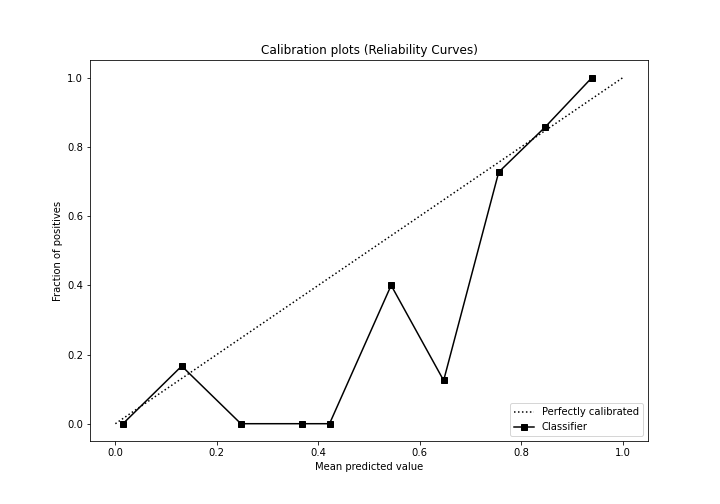 Calibration plots (Reliability Curves)
Fraction of positives
1.0
0.8
0.6
0.4
0.2
0.0
0.0 0.2 0.4 0.6 0.8 1.0
Mean predicted value
Perfectly calibrated
Classifier